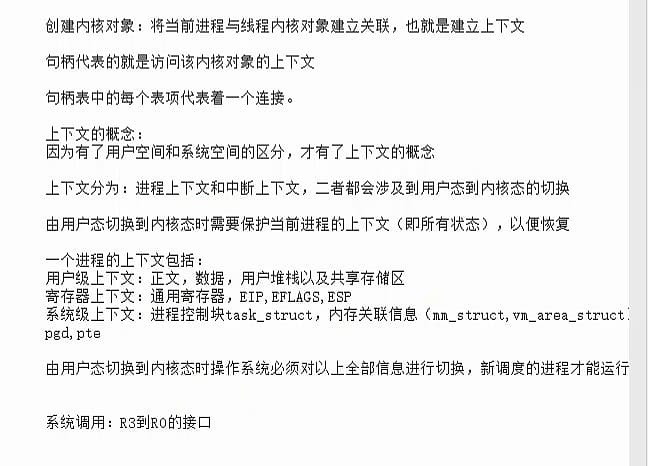 创建内核对象：将当前进程与线程内核对象建立关联，也就是建立上下文
句柄代表的就是访问该内核对象的上下文
句柄表中的每个表项代表着一个连接。
上下文的概念：
因为有了用户空间和系统空间的区分，才有了上下文的概念
上下文分为：进程上下文和中断上下文，二者都会涉及到用户态到内核态的切换
由用户态切换到内核态时需要保护当前进程的上下文（即所有状态），以便恢复
一个进程的上下文包括：
用户级上下文：正文，数据，用户堆栈以及共享存储区
寄存器上下文：通用寄存器，EIP,EFLAGS,ESP
系统级上下文：进程控制块task_struct，内存关联信息（mm_struct,vm_area_struct）
pgd,pte
由用户态切换到内核态时操作系统必须对以上全部信息进行切换，新调度的进程才能运行
系统调用：R3到R0的接口